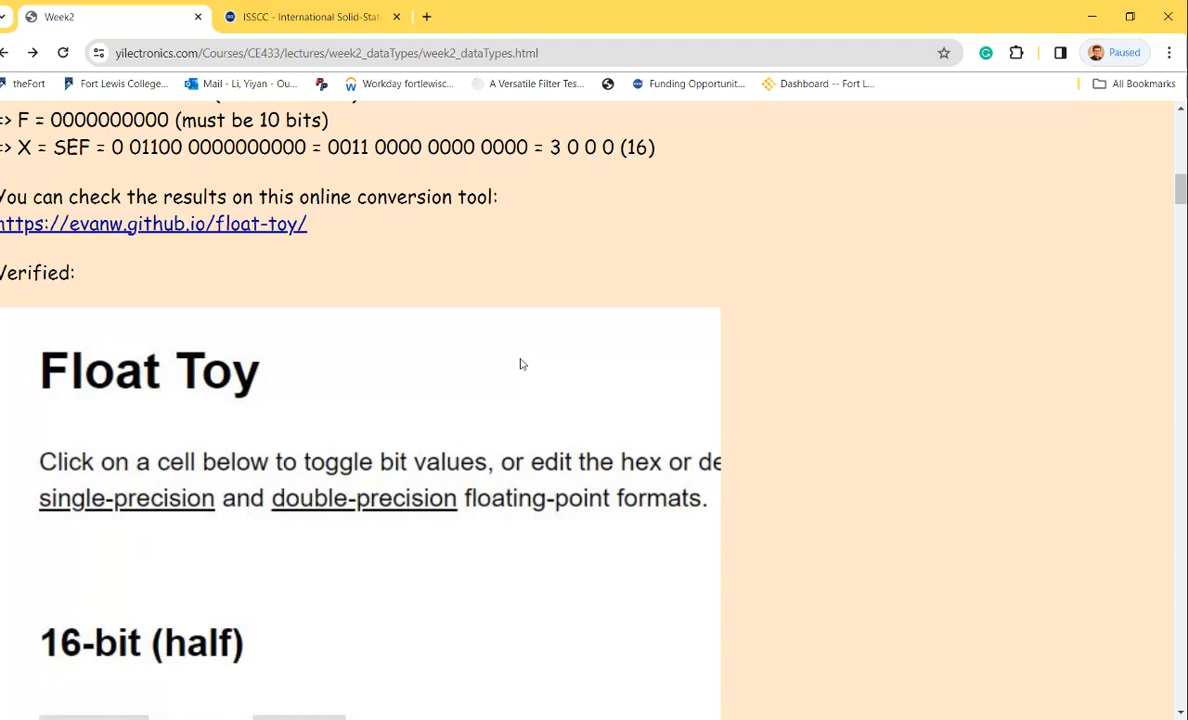 Week2
ISSCC - International Solid-Stat
yilectronics.com/Courses/CE433/lectures/week2_dataTypes/week2_dataTypes.html
Paused
theFort
Fort Lewis College...
Mail - Li, Yiyan - Ou...
Workday fortlewisc...
A Versatile Filter Tes...
Funding Opportunit...
Dashboard -- Fort L...
All Bookmarks
=> F = 0000000000 (must be 10 bits)
=> X = SEF = 0 01100 0000000000 = 0011 0000 0000 0000 = 3 0 0 0 (16)
You can check the results on this online conversion tool:
https://evanw.github.io/float-toy/
Verified:
Float Toy
Click on a cell below to toggle bit values, or edit the hex or de
single-precision and double-precision floating-point formats.
16-bit (half)